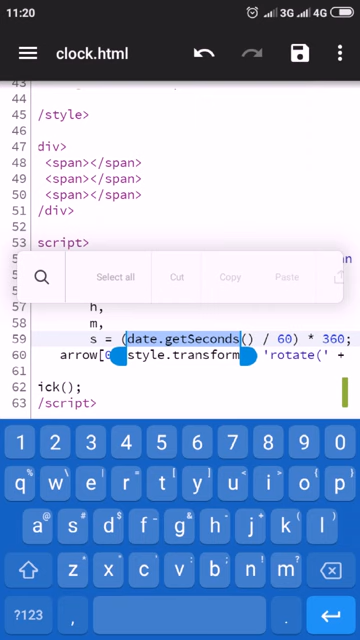 11:20 3G 4G
clock.html
43
44
45 /style>
46
47 div>
48 <span></span>
49 <span></span>
50 <span></span>
51 /div>
52
53 script>
Select all Cut Copy Paste
h,
58 m,
59 s = (date.getSeconds() / 60) * 360;
60 arrow[0 style.transform 'rotate(' +
61
62 ick();
63 /script>
1 2 3 4 5 6 7 8 9 0
q% w\ e| r= t[ y] u< i> o{ p}
a@ s# d$ f- g& h- j+ k( l)
z* x" c' v: b; n! m?
?123 , .